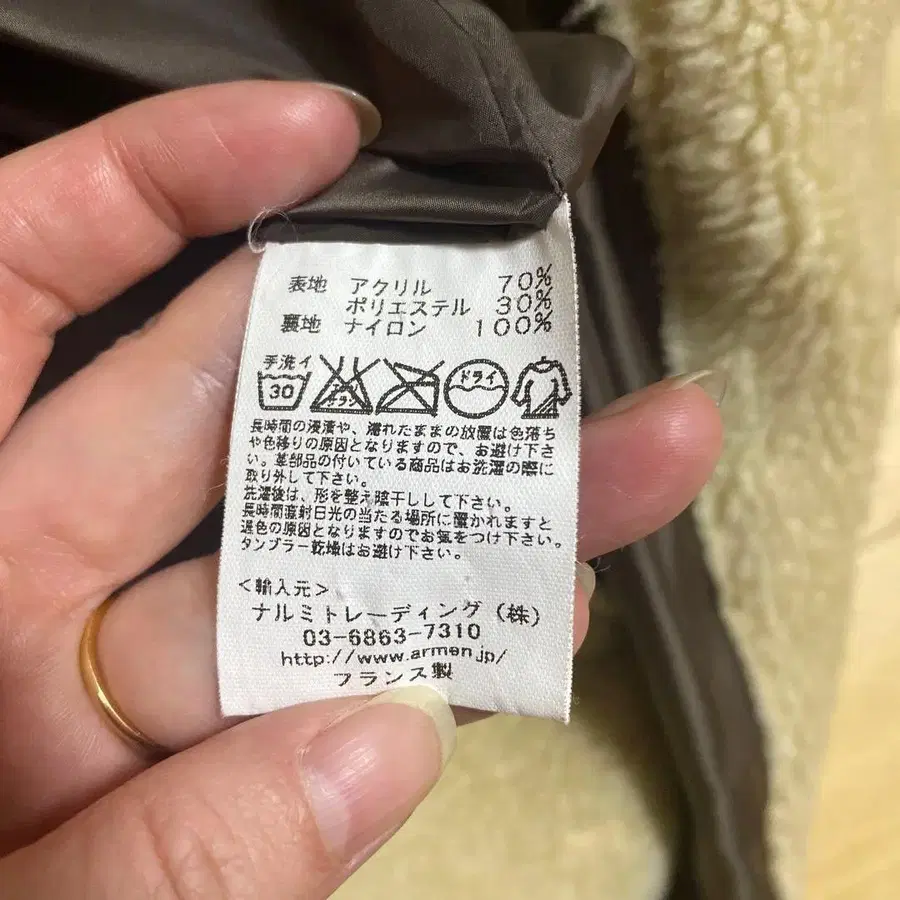 表地 アクリル 70%
ポリエステル 30%
裏地 ナイロン 100%
手洗イ
30
ドライ
長時間の浸漬や、濡れたままの放置は色落ち
や色移りの原因となりますので、お避け下さ
い。革部品の付いている商品はお洗濯の際に
取り外して下さい。
洗濯後は、形を整え陰干しして下さい。
長時間直射日光の当たる場所に置かれますと
退色の原因となりますのでお気をつけ下さい。
タンブラー乾燥はお避け下さい。
<輸入元>
ナルミトレーディング(株)
03-6863-7310
http://www.armen.jp/
フランス製